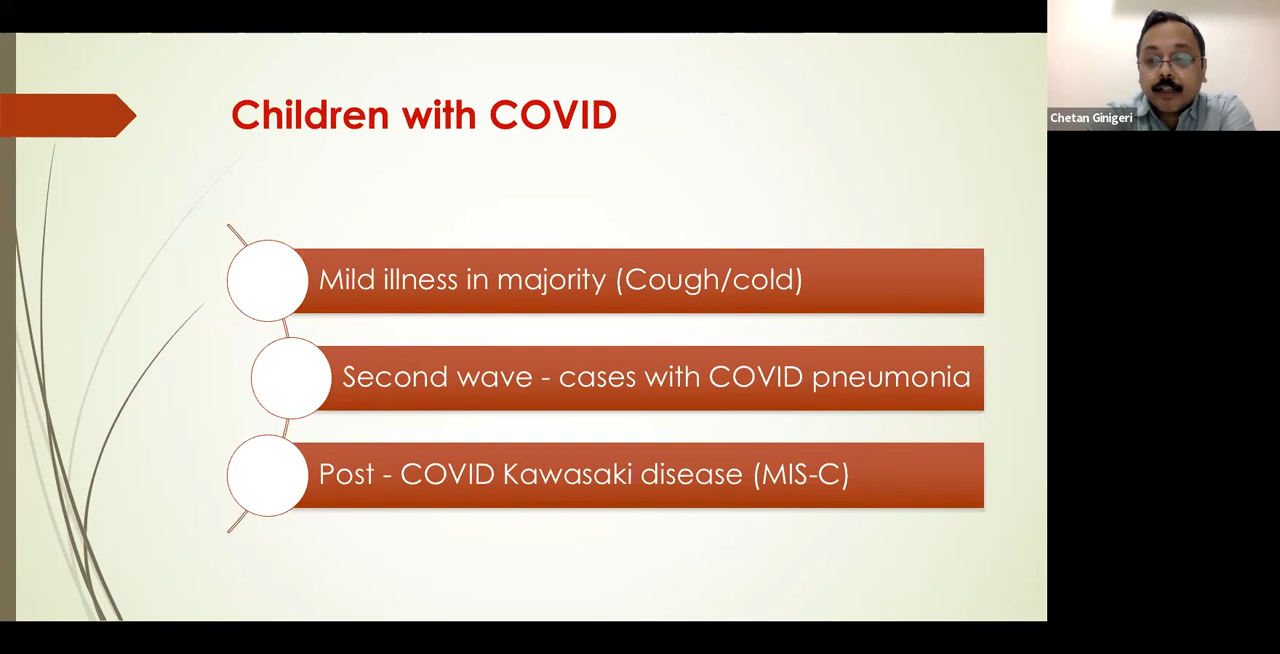 Children with COVID
Chetan Ginigeri
Mild illness in majority (Cough/cold)
Second wave - cases with COVID pneumonia
Post - COVID Kawasaki disease (MIS-C)